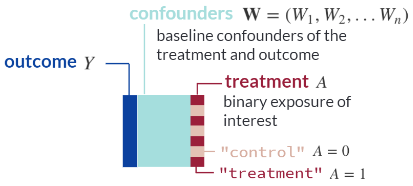 confounders W = (W₁, W₂, . . . Wₙ)
baseline confounders of the
treatment and outcome
outcome Y
treatment A
binary exposure of
interest
"control" A = 0
"treatment" A = 1